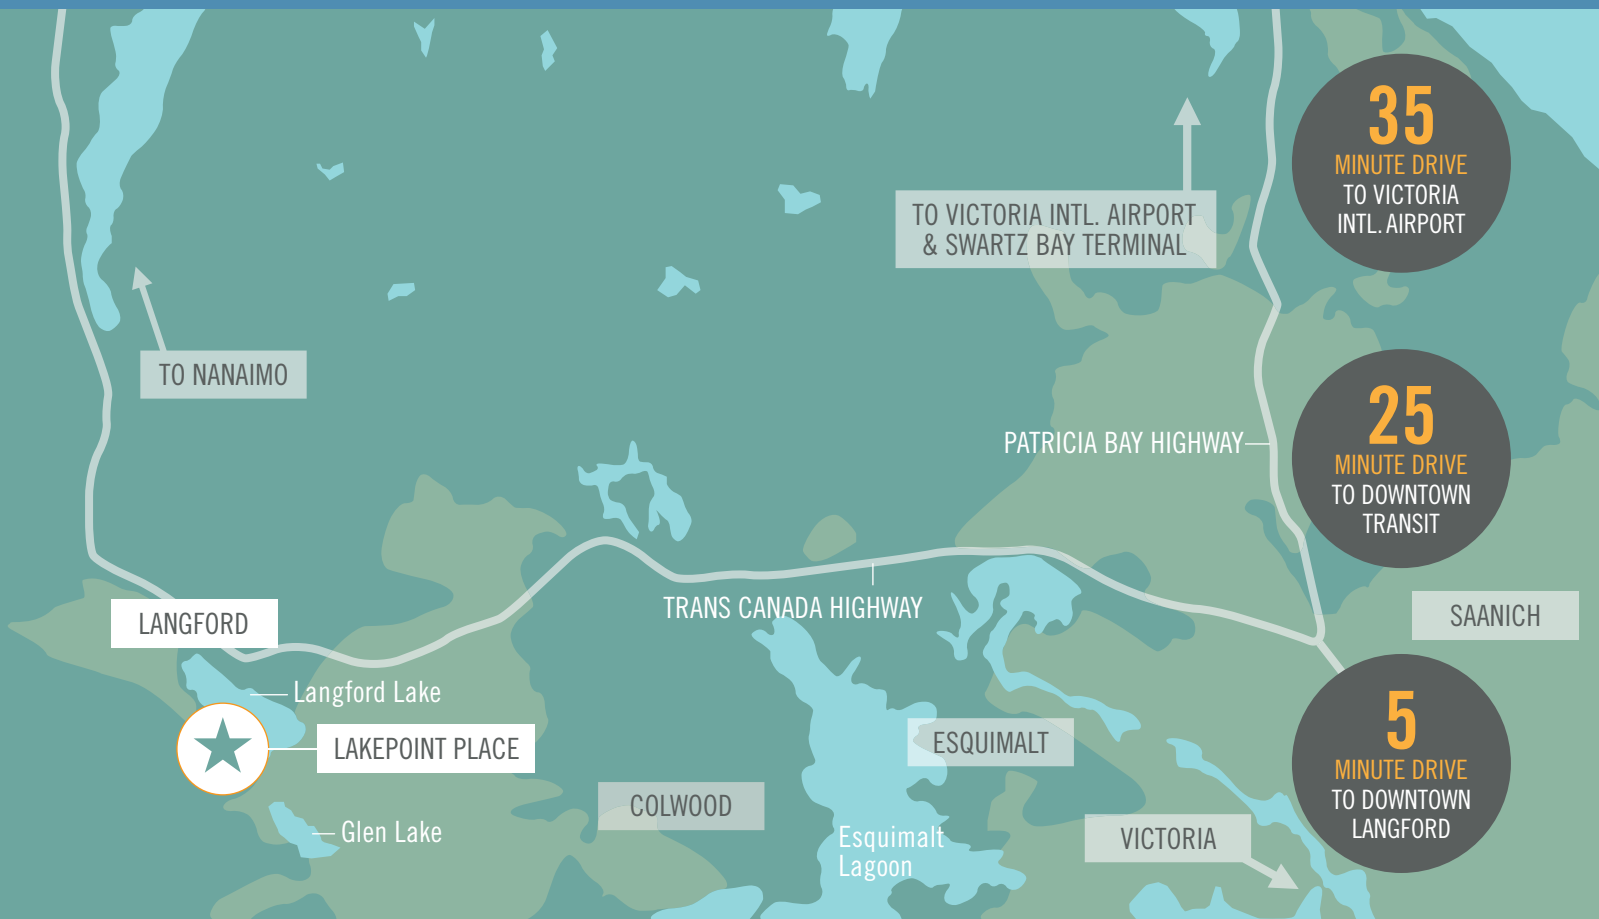 35
MINUTE DRIVE
TO VICTORIA
INTL. AIRPORT
TO VICTORIA INTL. AIRPORT
& SWARTZ BAY TERMINAL
TO NANAIMO
25
MINUTE DRIVE
TO DOWNTOWN
TRANSIT
PATRICIA BAY HIGHWAY
TRANS CANADA HIGHWAY
LANGFORD
SAANICH
Langford Lake
LAKEPOINT PLACE
ESQUIMALT
5
MINUTE DRIVE
TO DOWNTOWN
LANGFORD
COLWOOD
Glen Lake
Esquimalt
Lagoon
VICTORIA